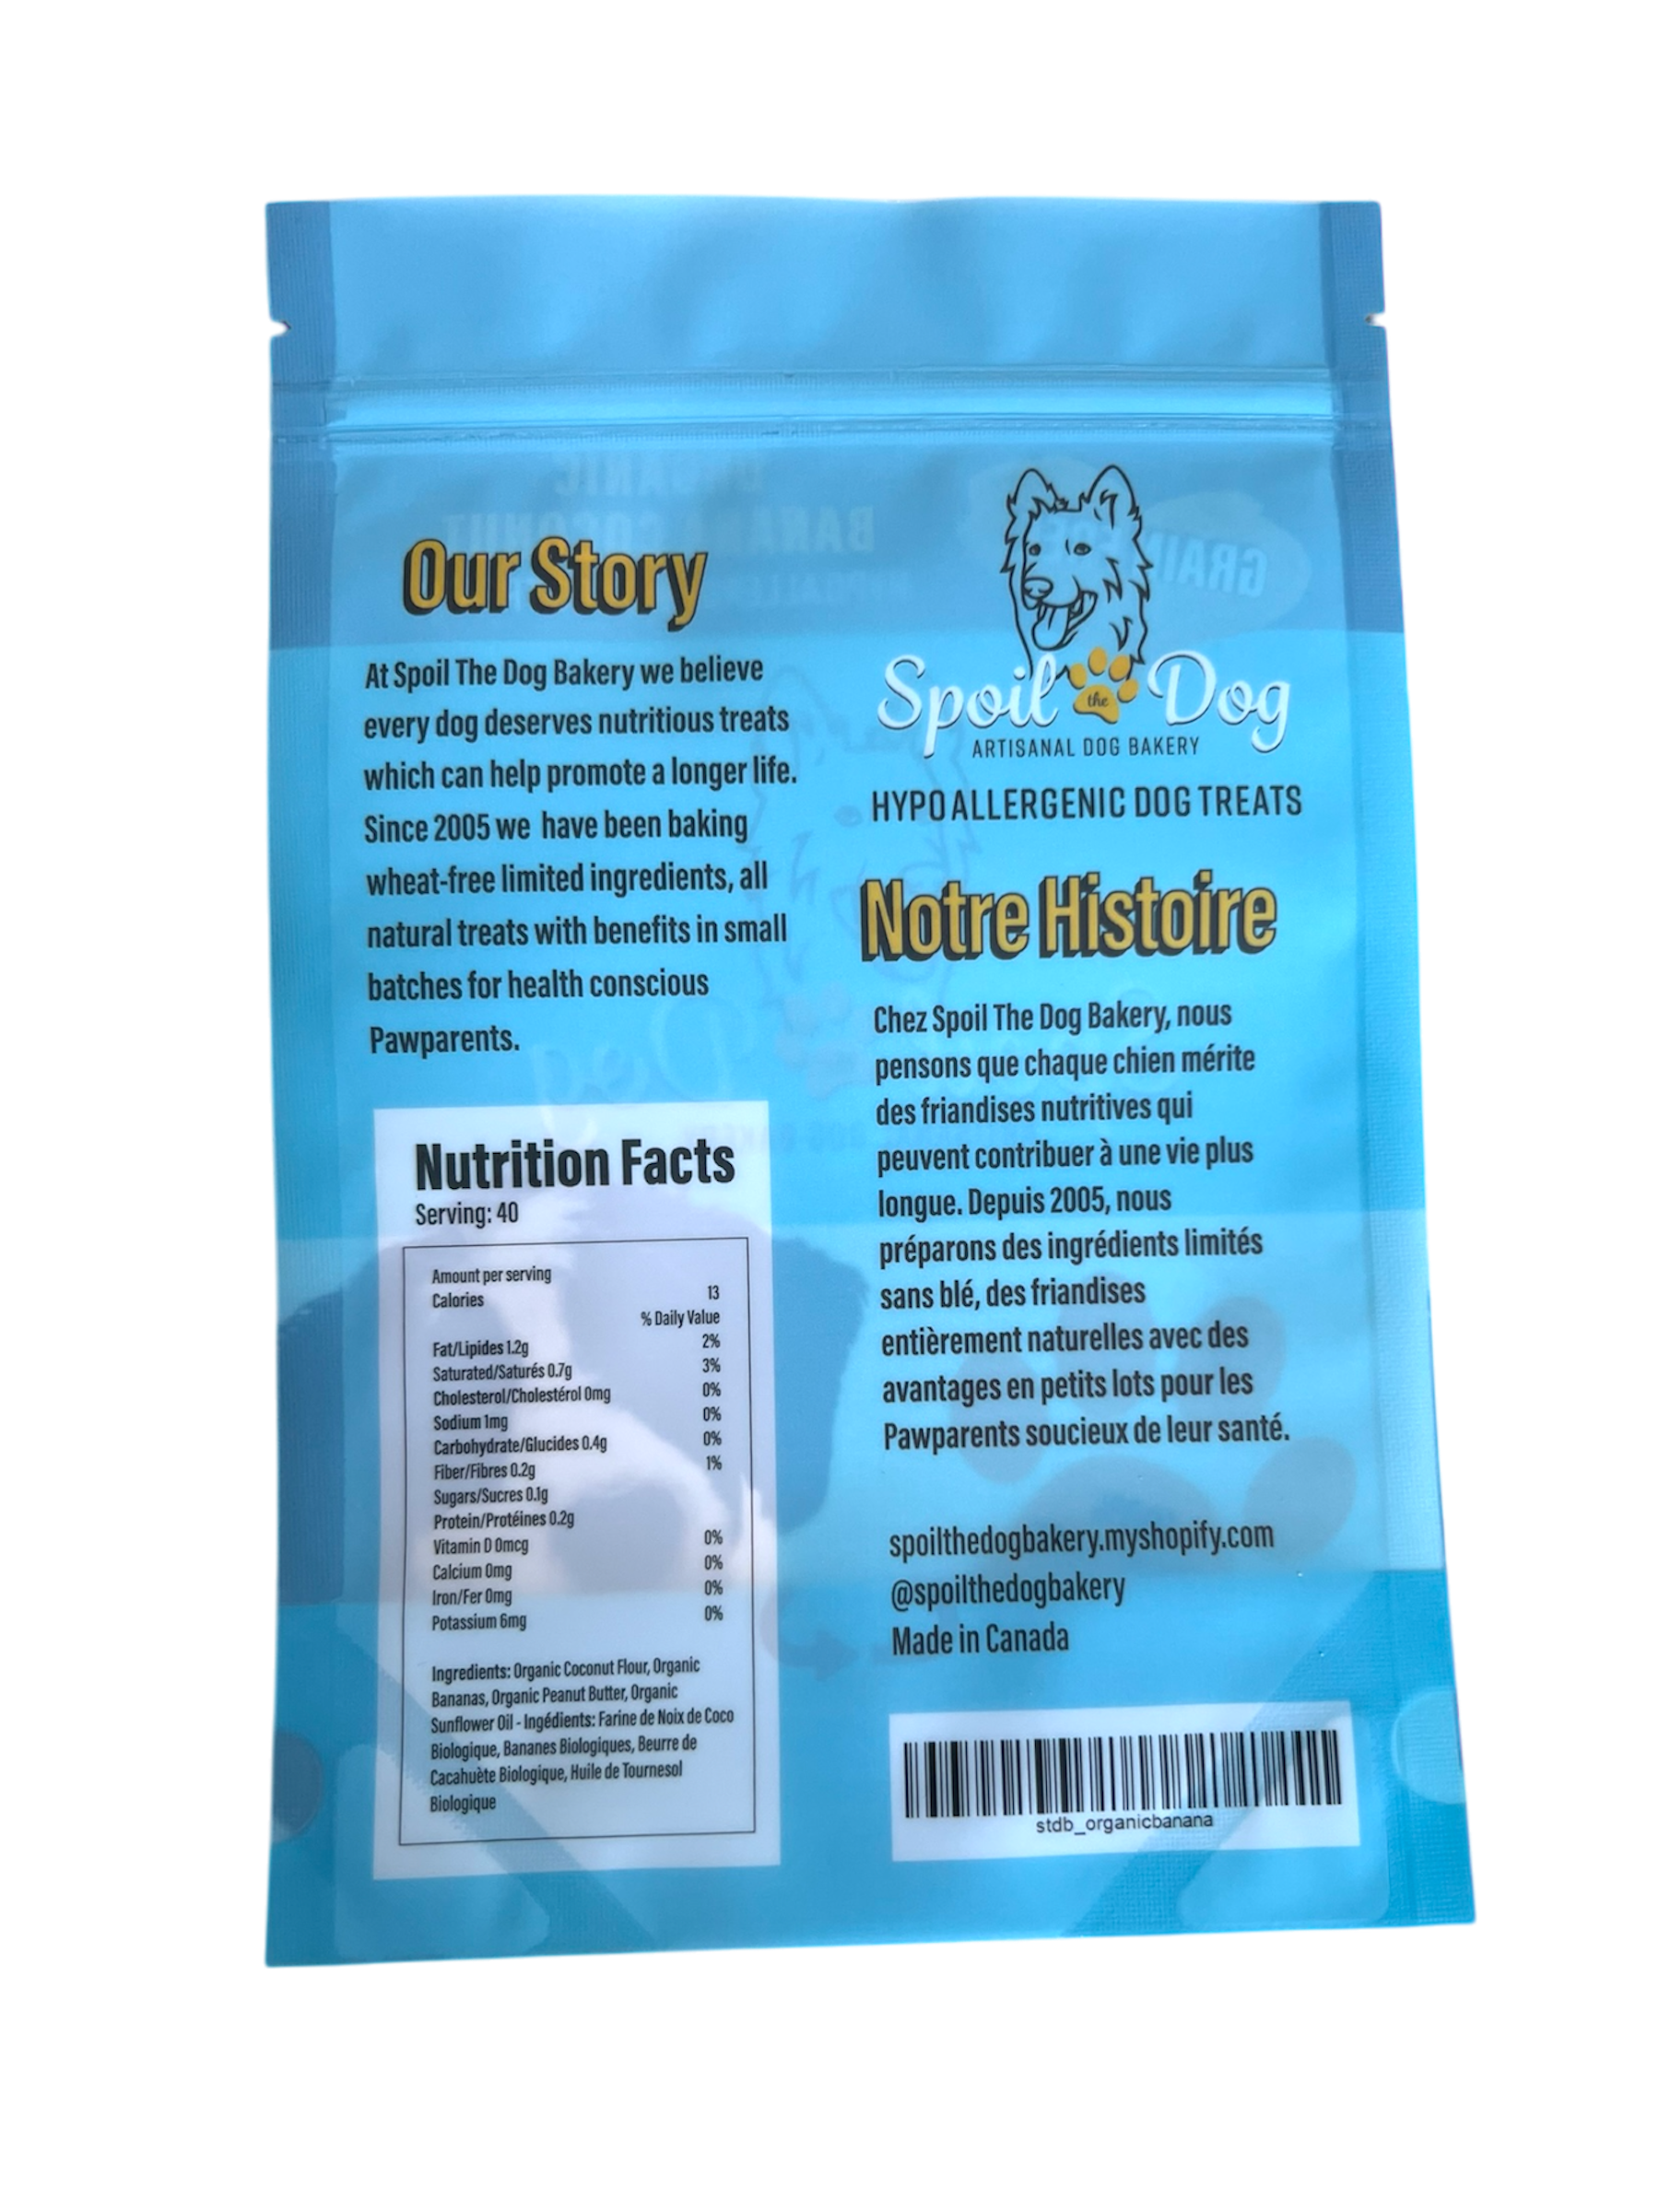 Our Story
At Spoil The Dog Bakery we believe
every dog deserves nutritious treats
which can help promote a longer life.
Since 2005 we have been baking
wheat-free limited ingredients, all
natural treats with benefits in small
batches for health conscious
Pawparents.
Nutrition Facts
Serving: 40
Amount per serving
Calories 13
% Daily Value
Fat/Lipides 1.2g 2%
Saturated/Saturés 0.7g 3%
Cholesterol/Cholestérol 0mg 0%
Sodium 1mg 0%
Carbohydrate/Glucides 0.4g 0%
Fiber/Fibres 0.2g 1%
Sugars/Sucres 0.1g
Protein/Protéines 0.2g
Vitamin D 0mcg 0%
Calcium 0mg 0%
Iron/Fer 0mg 0%
Potassium 6mg 0%
Ingredients: Organic Coconut Flour, Organic
Bananas, Organic Peanut Butter, Organic
Sunflower Oil - Ingédients: Farine de Noix de Coco
Biologique, Bananes Biologiques, Beurre de
Cacahuète Biologique, Huile de Tournesol
Biologique
Spoil the Dog
ARTISANAL DOG BAKERY
HYPOALLERGENIC DOG TREATS
Notre Histoire
Chez Spoil The Dog Bakery, nous
pensons que chaque chien mérite
des friandises nutritives qui
peuvent contribuer à une vie plus
longue. Depuis 2005, nous
préparons des ingrédients limités
sans blé, des friandises
entièrement naturelles avec des
avantages en petits lots pour les
Pawparents soucieux de leur santé.
spoilthedogbakery.myshopify.com
@spoilthedogbakery
Made in Canada
stdb_organicbanana